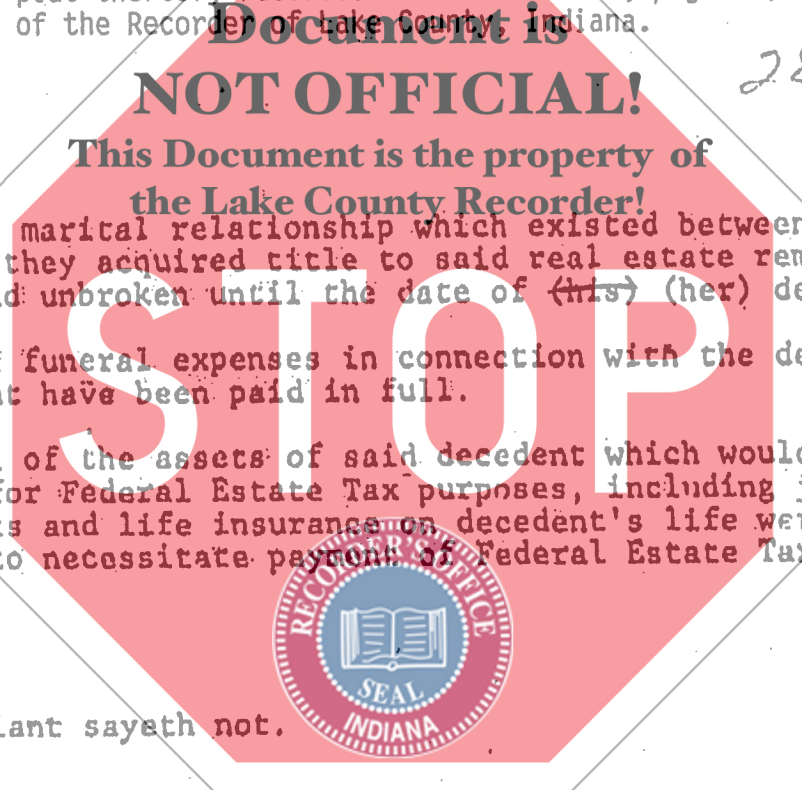 of the Recorder of Lake County, Indiana.
Document is
NOT OFFICIAL!
This Document is the property of
the Lake County Recorder!
marital relationship which existed between
they acquired title to said real estate rem
d unbroken until the date of (his) (her) de
funeral expenses in connection with the de
t have been paid in full.
STOP
of the assets of said decedent which would
for Federal Estate Tax purposes, including j
s and life insurance on decedent's life wer
to necessitate payment of Federal Estate Tax
RECORDER'S OFFICE
SEAL
INDIANA
iant sayeth not.